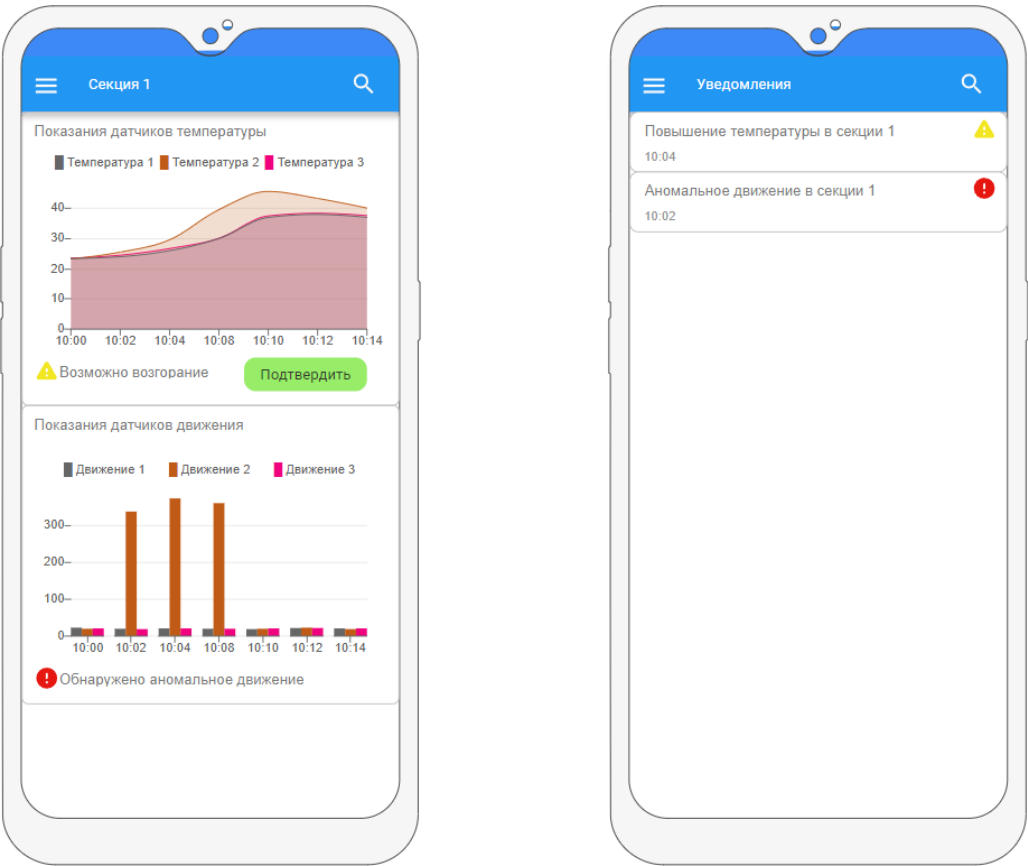 Секция 1
Показания датчиков температуры
Температура 1 Температура 2 Температура 3
40
30
20
10
0
10:00 10:02 10:04 10:08 10:10 10:12 10:14
Возможно возгорание
Подтвердить
Показания датчиков движения
Движение 1 Движение 2 Движение 3
300
200
100
0
10:00 10:02 10:04 10:08 10:10 10:12 10:14
Обнаружено аномальное движение
Уведомления
Повышение температуры в секции 1
10:04
Аномальное движение в секции 1
10:02